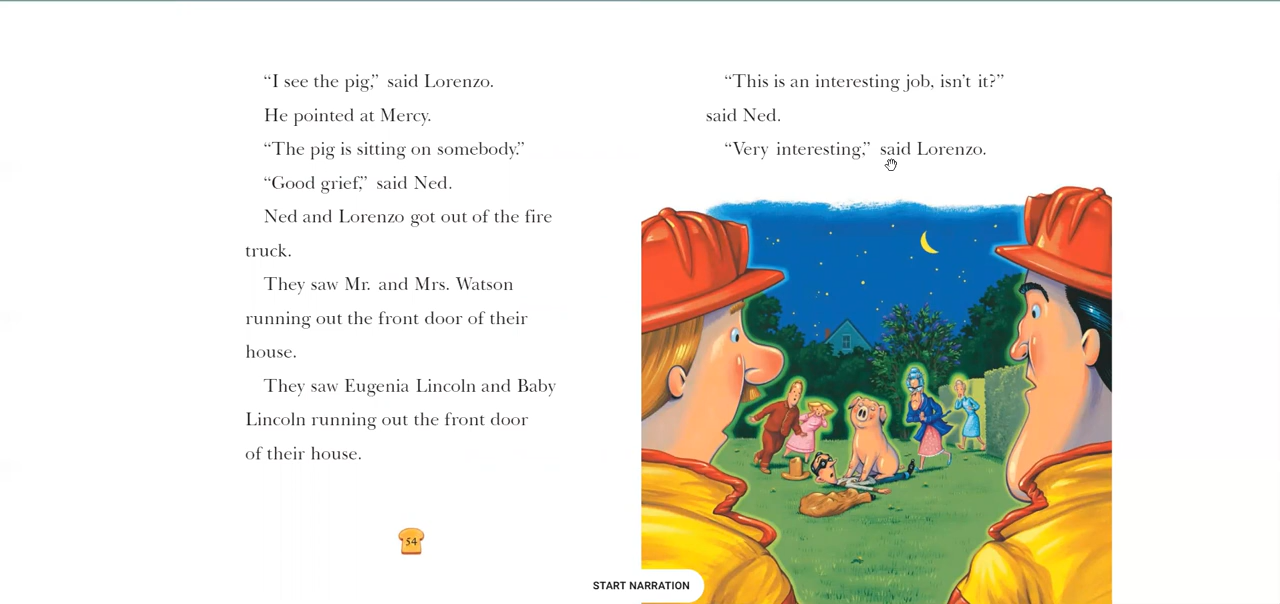 “I see the pig,” said Lorenzo.
He pointed at Mercy.
“The pig is sitting on somebody.”
“Good grief,” said Ned.
Ned and Lorenzo got out of the fire
truck.
They saw Mr. and Mrs. Watson
running out the front door of their
house.
They saw Eugenia Lincoln and Baby
Lincoln running out the front door
of their house.
54
“This is an interesting job, isn’t it?”
said Ned.
“Very interesting,” said Lorenzo.
START NARRATION